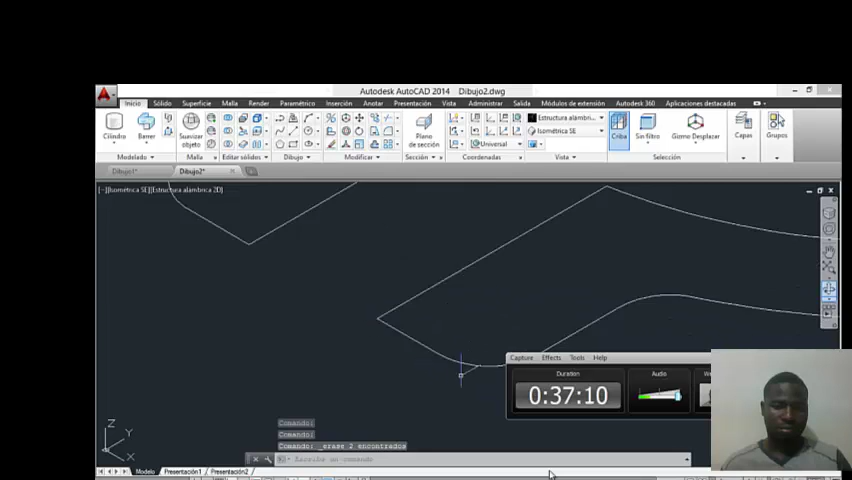 Autodesk AutoCAD 2014 Dibujo2.dwg
Inicio Sólido Superficie Malla Render Paramétrico Inserción Anotar Presentación Vista Administrar Salida Módulos de extensión Autodesk 360 Aplicaciones destacadas
Estructura alámbri...
Isométrica SE
Universal
Cilindro Barrer Suavizar objeto Plano de sección Criba Sin filtro Gizmo Desplazar Capas Grupos
Modelado Malla Editar sólidos Dibujo Modificar Sección Coordenadas Vista Selección
Dibujo1* Dibujo2*
[−][Isométrica SE][Estructura alámbrica 2D]
Capture Effects Tools Help
Duration Audio
0:37:10
Z
Y
X
Comando:
Comando:
Comando: _erase 2 encontrados
Escriba un comando
Modelo Presentación1 Presentación2